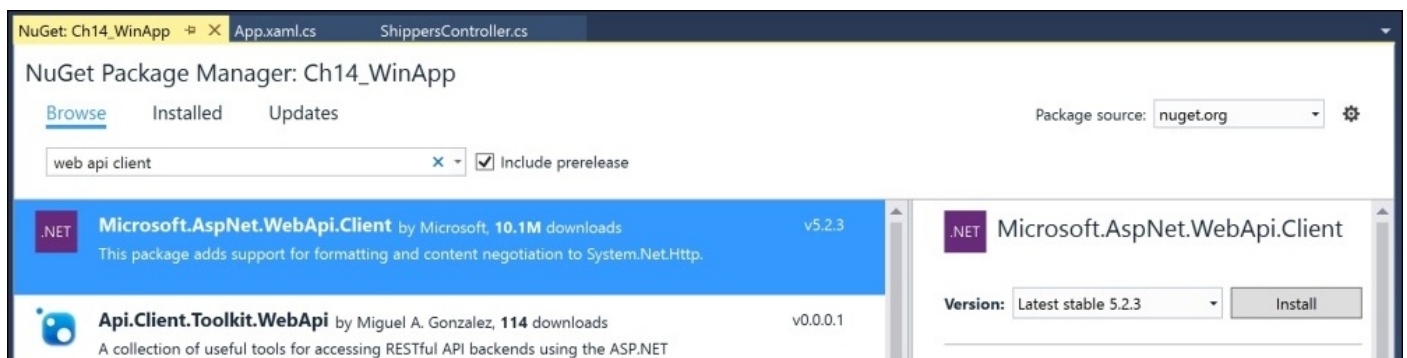 NuGet: Ch14_WinApp App.xaml.cs ShippersController.cs
NuGet Package Manager: Ch14_WinApp
Browse Installed Updates
Package source: nuget.org
web api client Include prerelease
.NET Microsoft.AspNet.WebApi.Client by Microsoft, 10.1M downloads v5.2.3
This package adds support for formatting and content negotiation to System.Net.Http.
Api.Client.Toolkit.WebApi by Miguel A. Gonzalez, 114 downloads v0.0.0.1
A collection of useful tools for accessing RESTful API backends using the ASP.NET
.NET Microsoft.AspNet.WebApi.Client
Version: Latest stable 5.2.3 Install